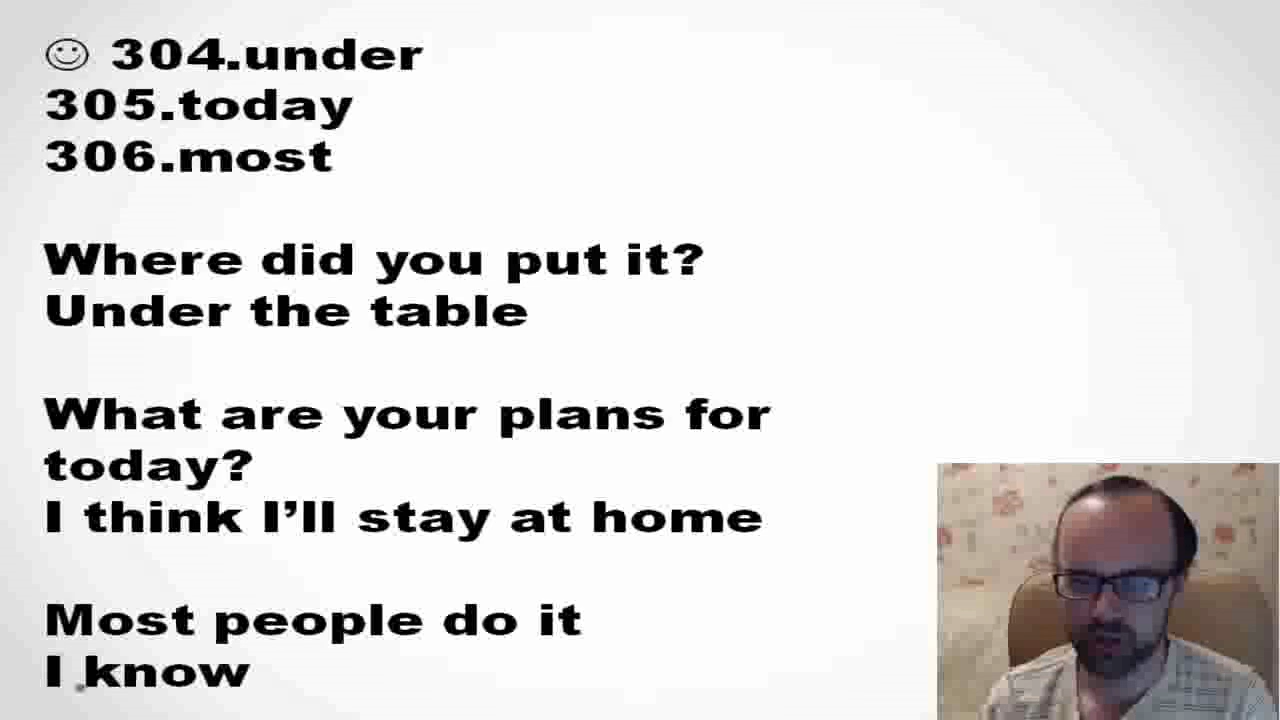 ☺ 304.under
305.today
306.most
Where did you put it?
Under the table
What are your plans for
today?
I think I’ll stay at home
Most people do it
I know